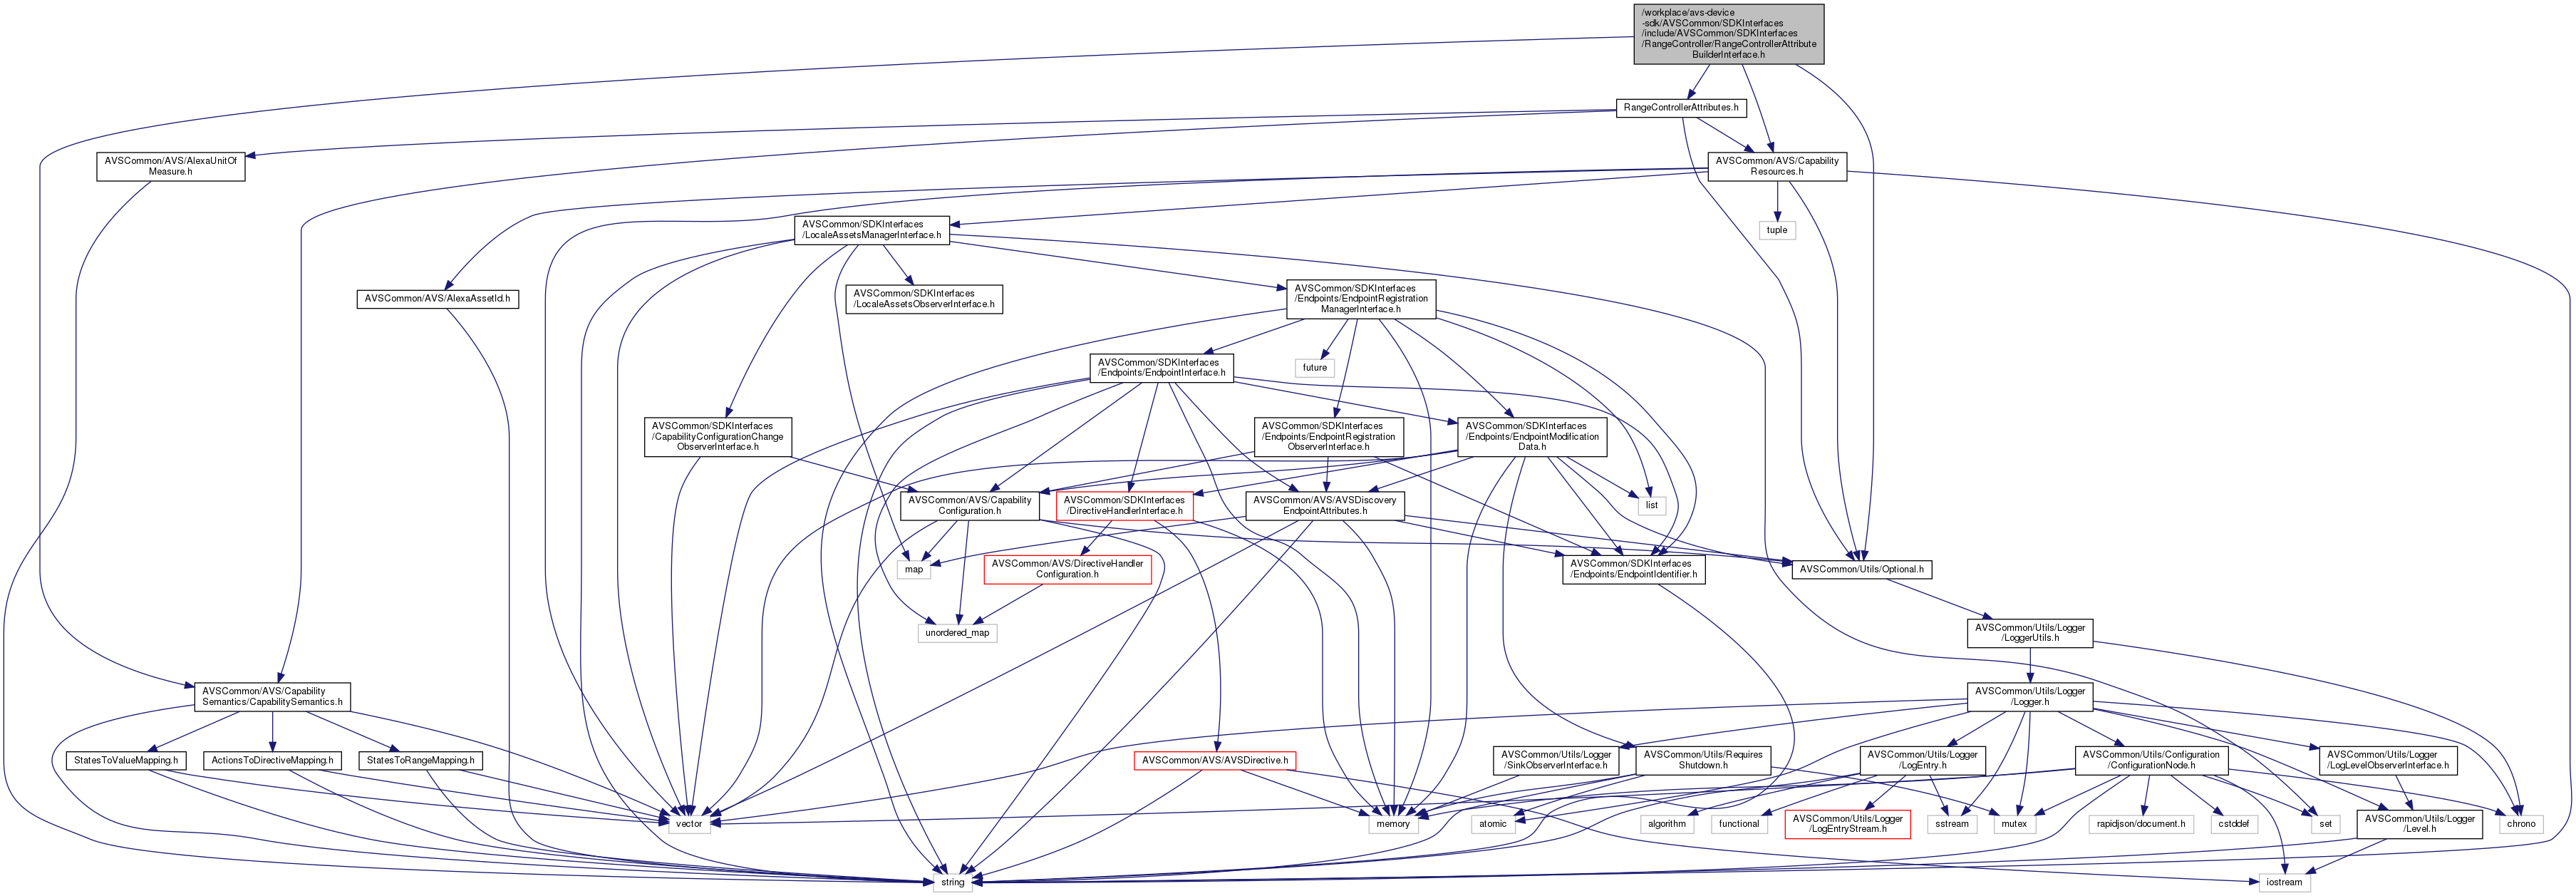 /workplace/avs-device
-sdk/AVSCommon/SDKInterfaces
/include/AVSCommon/SDKInterfaces
/RangeController/RangeControllerAttribute
BuilderInterface.h
RangeControllerAttributes.h
AVSCommon/AVS/AlexaUnitOf
Measure.h
AVSCommon/AVS/Capability
Resources.h
AVSCommon/SDKInterfaces
/LocaleAssetsManagerInterface.h
tuple
AVSCommon/AVS/AlexaAssetId.h
AVSCommon/SDKInterfaces
/LocaleAssetsObserverInterface.h
AVSCommon/SDKInterfaces
/Endpoints/EndpointRegistration
ManagerInterface.h
AVSCommon/SDKInterfaces
/Endpoints/EndpointInterface.h
future
AVSCommon/SDKInterfaces
/CapabilityConfigurationChange
ObserverInterface.h
AVSCommon/SDKInterfaces
/Endpoints/EndpointRegistration
ObserverInterface.h
AVSCommon/SDKInterfaces
/Endpoints/EndpointModification
Data.h
AVSCommon/AVS/Capability
Configuration.h
AVSCommon/SDKInterfaces
/DirectiveHandlerInterface.h
AVSCommon/AVS/AVSDiscovery
EndpointAttributes.h
list
map
AVSCommon/AVS/DirectiveHandler
Configuration.h
AVSCommon/SDKInterfaces
/Endpoints/EndpointIdentifier.h
AVSCommon/Utils/Optional.h
unordered_map
AVSCommon/Utils/Logger
/LoggerUtils.h
AVSCommon/AVS/Capability
Semantics/CapabilitySemantics.h
AVSCommon/Utils/Logger
/Logger.h
StatesToValueMapping.h
ActionsToDirectiveMapping.h
StatesToRangeMapping.h
AVSCommon/AVS/AVSDirective.h
AVSCommon/Utils/Logger
/SinkObserverInterface.h
AVSCommon/Utils/Requires
Shutdown.h
AVSCommon/Utils/Logger
/LogEntry.h
AVSCommon/Utils/Configuration
/ConfigurationNode.h
AVSCommon/Utils/Logger
/LogLevelObserverInterface.h
vector
memory
atomic
algorithm
functional
AVSCommon/Utils/Logger
/LogEntryStream.h
sstream
mutex
rapidjson/document.h
cstddef
set
AVSCommon/Utils/Logger
/Level.h
chrono
string
iostream